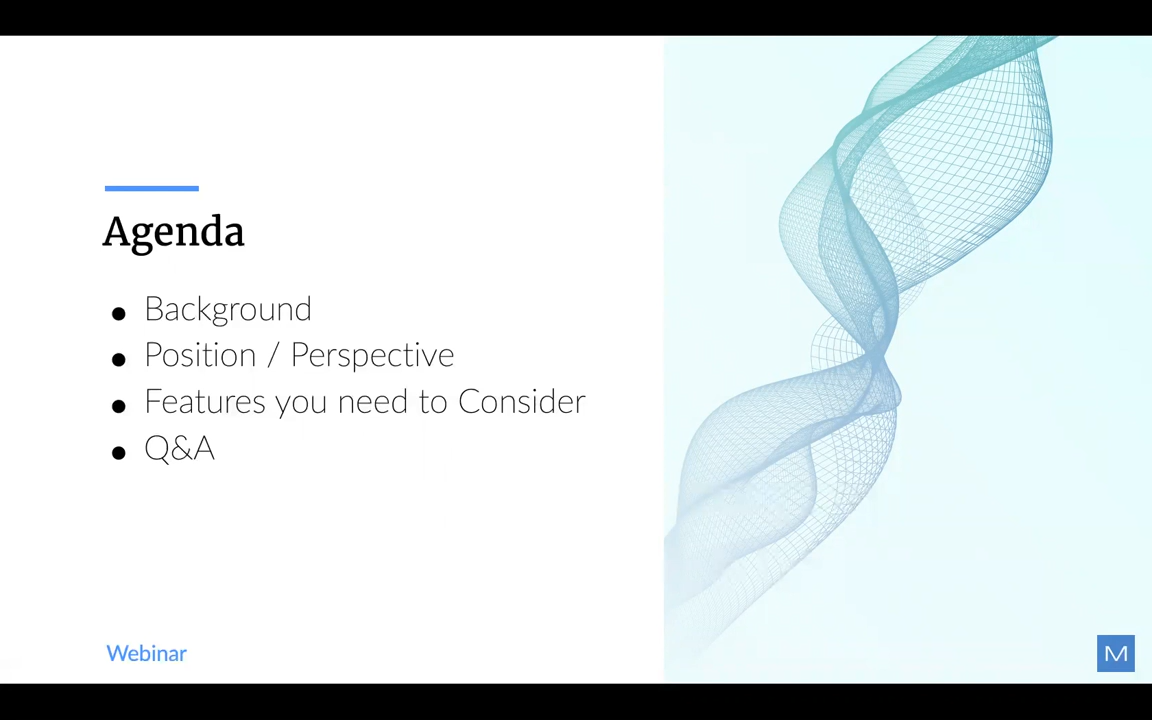 Agenda
● Background
● Position / Perspective
● Features you need to Consider
● Q&A
Webinar
M